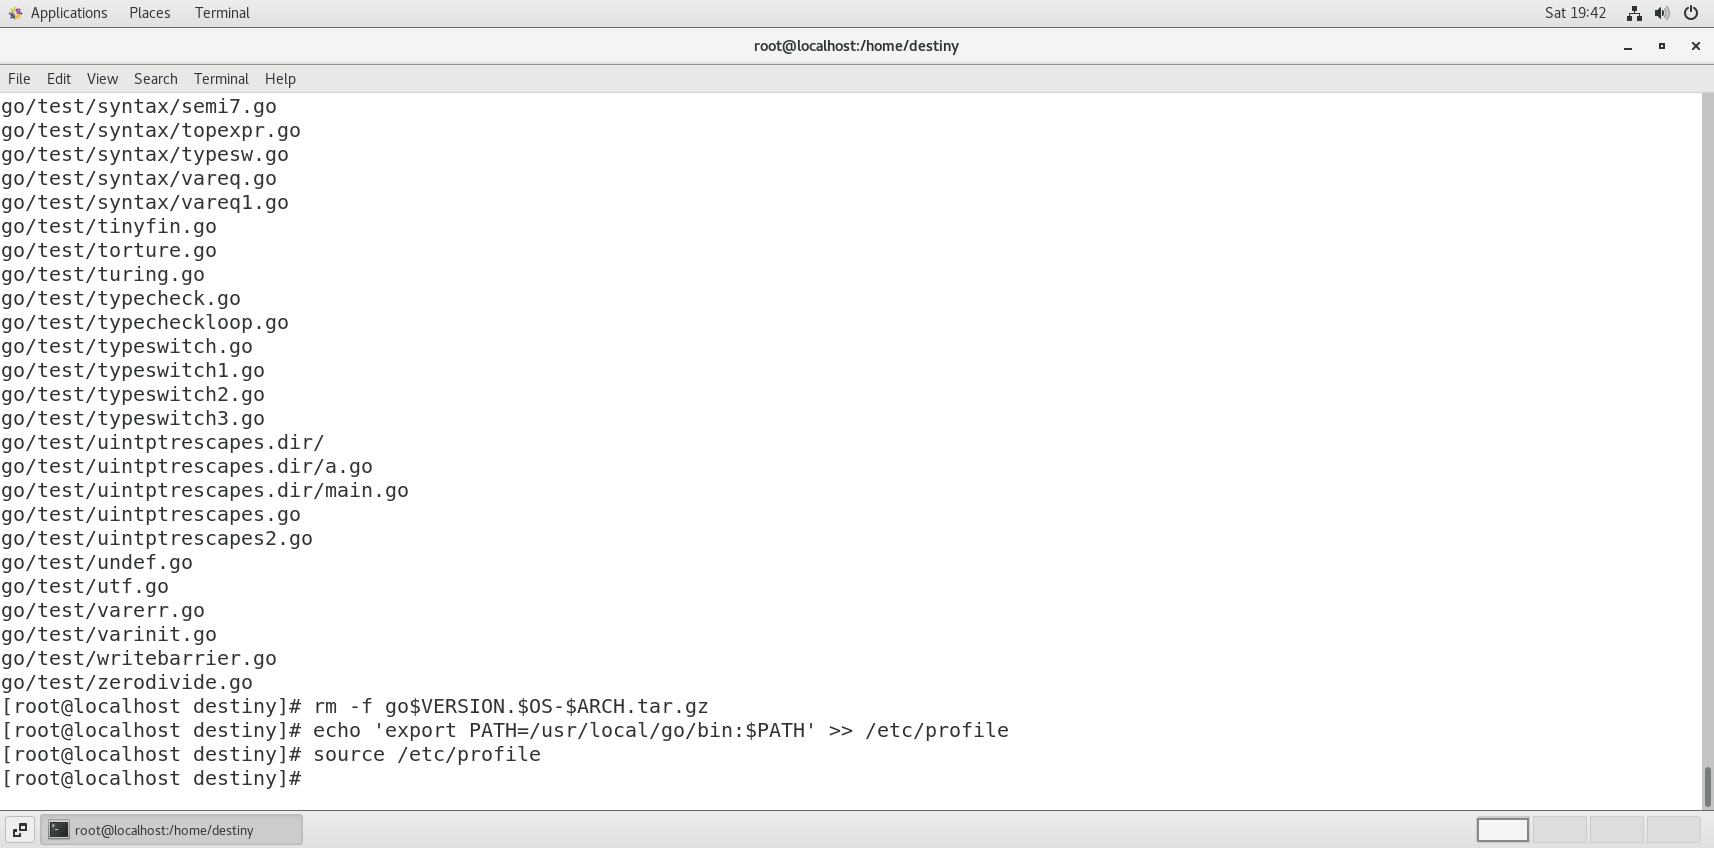 Applications Places Terminal Sat 19:42
root@localhost:/home/destiny
File Edit View Search Terminal Help
go/test/syntax/semi7.go
go/test/syntax/topexpr.go
go/test/syntax/typesw.go
go/test/syntax/vareq.go
go/test/syntax/vareq1.go
go/test/tinyfin.go
go/test/torture.go
go/test/turing.go
go/test/typecheck.go
go/test/typecheckloop.go
go/test/typeswitch.go
go/test/typeswitch1.go
go/test/typeswitch2.go
go/test/typeswitch3.go
go/test/uintptrescapes.dir/
go/test/uintptrescapes.dir/a.go
go/test/uintptrescapes.dir/main.go
go/test/uintptrescapes.go
go/test/uintptrescapes2.go
go/test/undef.go
go/test/utf.go
go/test/varerr.go
go/test/varinit.go
go/test/writebarrier.go
go/test/zerodivide.go
[root@localhost destiny]# rm -f go$VERSION.$OS-$ARCH.tar.gz
[root@localhost destiny]# echo 'export PATH=/usr/local/go/bin:$PATH' >> /etc/profile
[root@localhost destiny]# source /etc/profile
[root@localhost destiny]#
root@localhost:/home/destiny